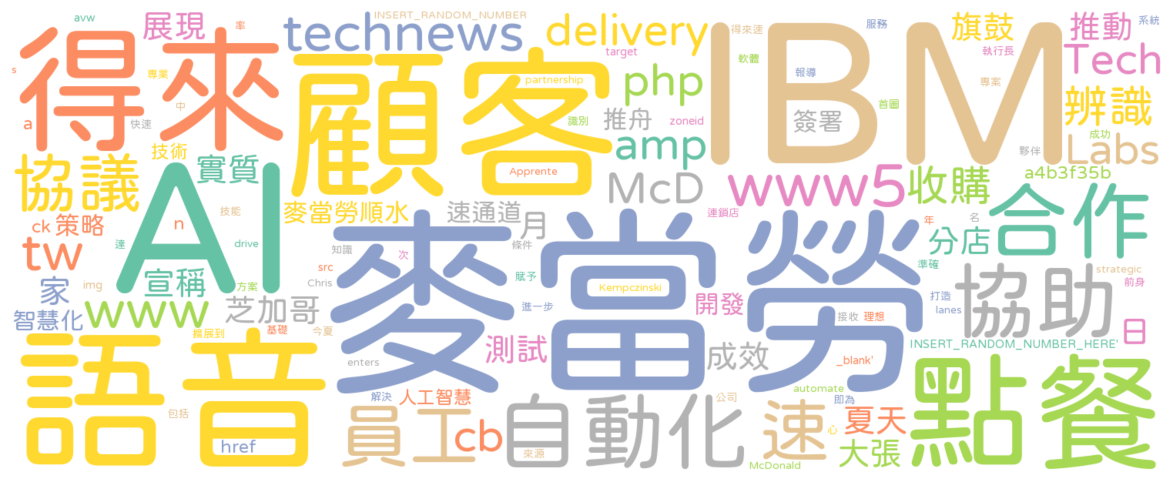 avw
展現
率
INSERT_RANDOM_NUMBER
technews
delivery
得來速
服務
旗鼓
推動
系統
得來
顧客
IBM
target
軟體
執行長
Tech
s
專業
中
partnership
php
報導
專案
辨識
a
快速
識別
推舟
zoneid
簽署
首圖
成功
技術
amp
夥伴
Labs
協議
實質
Apprente
McD
www5
收購
a4b3f35b
AI
麥當勞順水
速通道
月
連鎖店
年
名
合作
ck
策略
n
技能
條件
分店
tw
連
drive
知識
次
準確
宣稱
src
Chris
賦予
麥當勞
strategic
家
img
方案
Kempczinski
進一步
開發
打造
協助
前身
智慧化
www
芝加哥
接收
理想
lanes
日
擴展到
基礎
今夏
測試
成效
_blank'
INSERT_RANDOM_NUMBER_HERE'
語音
enters
點餐
解決
人工智慧
公司
automate
即為
包括
員工
cb
自動化
速
心
夏天
href
來源
McDonald
大張